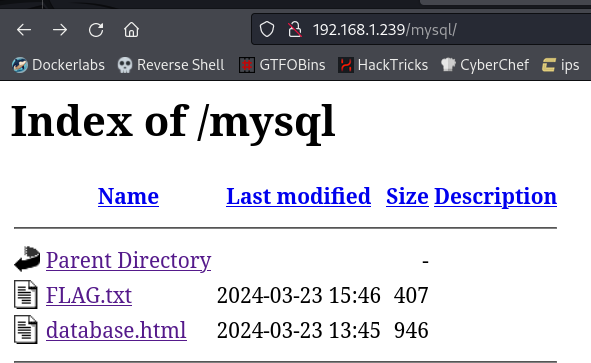 192.168.1.239/mysql/
Dockerlabs Reverse Shell GTFOBins HackTricks CyberChef ips
Index of /mysql
Name Last modified Size Description
Parent Directory -
FLAG.txt 2024-03-23 15:46 407
database.html 2024-03-23 13:45 946